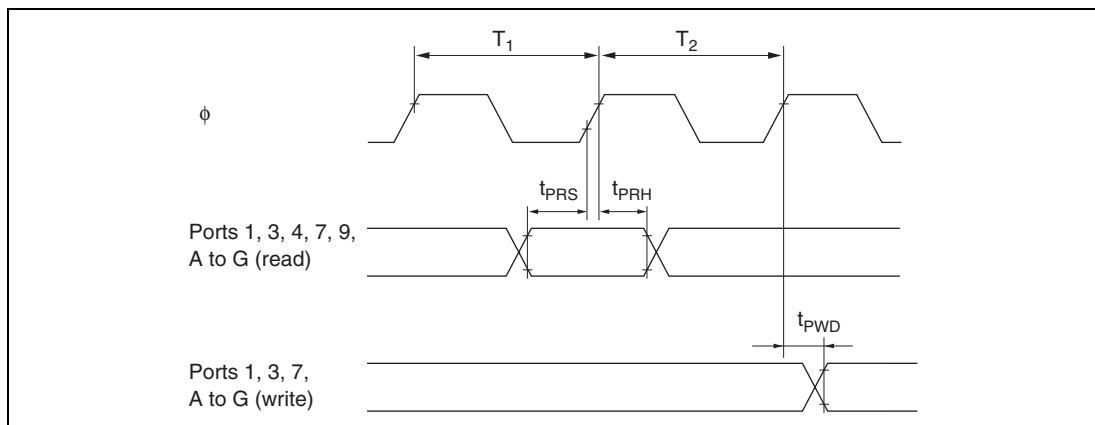 T₁ T₂
ϕ
tPRS tPRH
Ports 1, 3, 4, 7, 9,
A to G (read)
tPWD
Ports 1, 3, 7,
A to G (write)